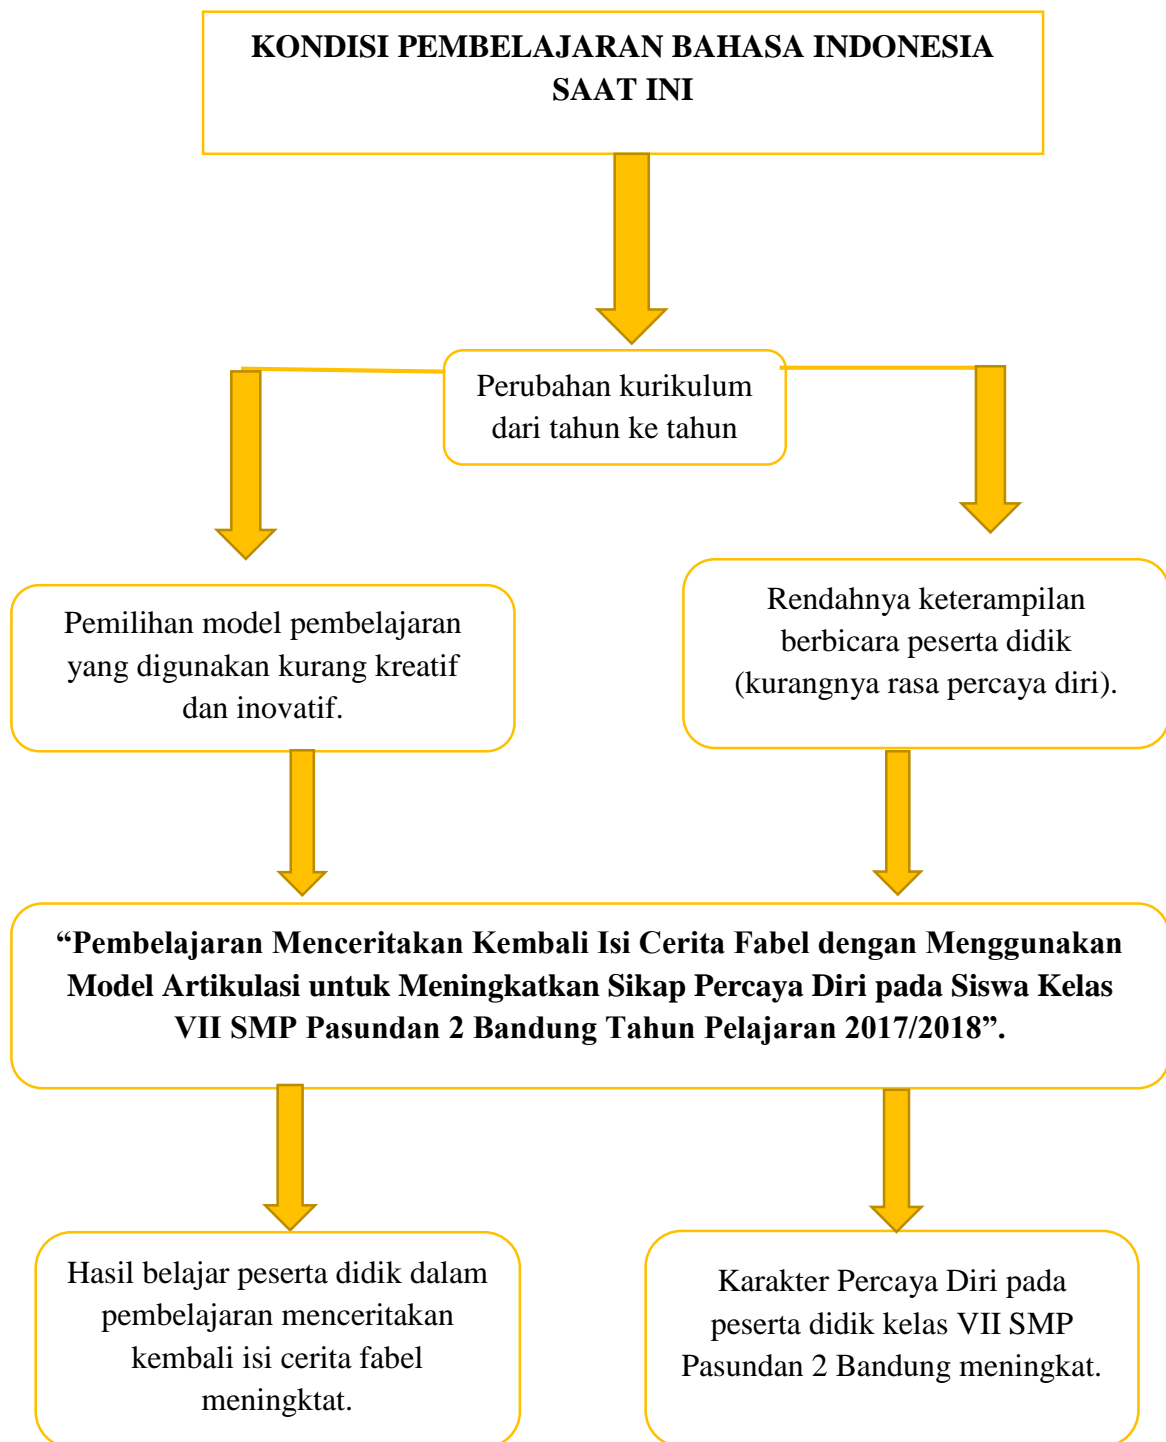 KONDISI PEMBELAJARAN BAHASA INDONESIA
SAAT INI
Perubahan kurikulum
dari tahun ke tahun
Pemilihan model pembelajaran
yang digunakan kurang kreatif
dan inovatif.
Rendahnya keterampilan
berbicara peserta didik
(kurangnya rasa percaya diri).
“Pembelajaran Menceritakan Kembali Isi Cerita Fabel dengan Menggunakan
Model Artikulasi untuk Meningkatkan Sikap Percaya Diri pada Siswa Kelas
VII SMP Pasundan 2 Bandung Tahun Pelajaran 2017/2018”.
Hasil belajar peserta didik dalam
pembelajaran menceritakan
kembali isi cerita fabel
meningktat.
Karakter Percaya Diri pada
peserta didik kelas VII SMP
Pasundan 2 Bandung meningkat.